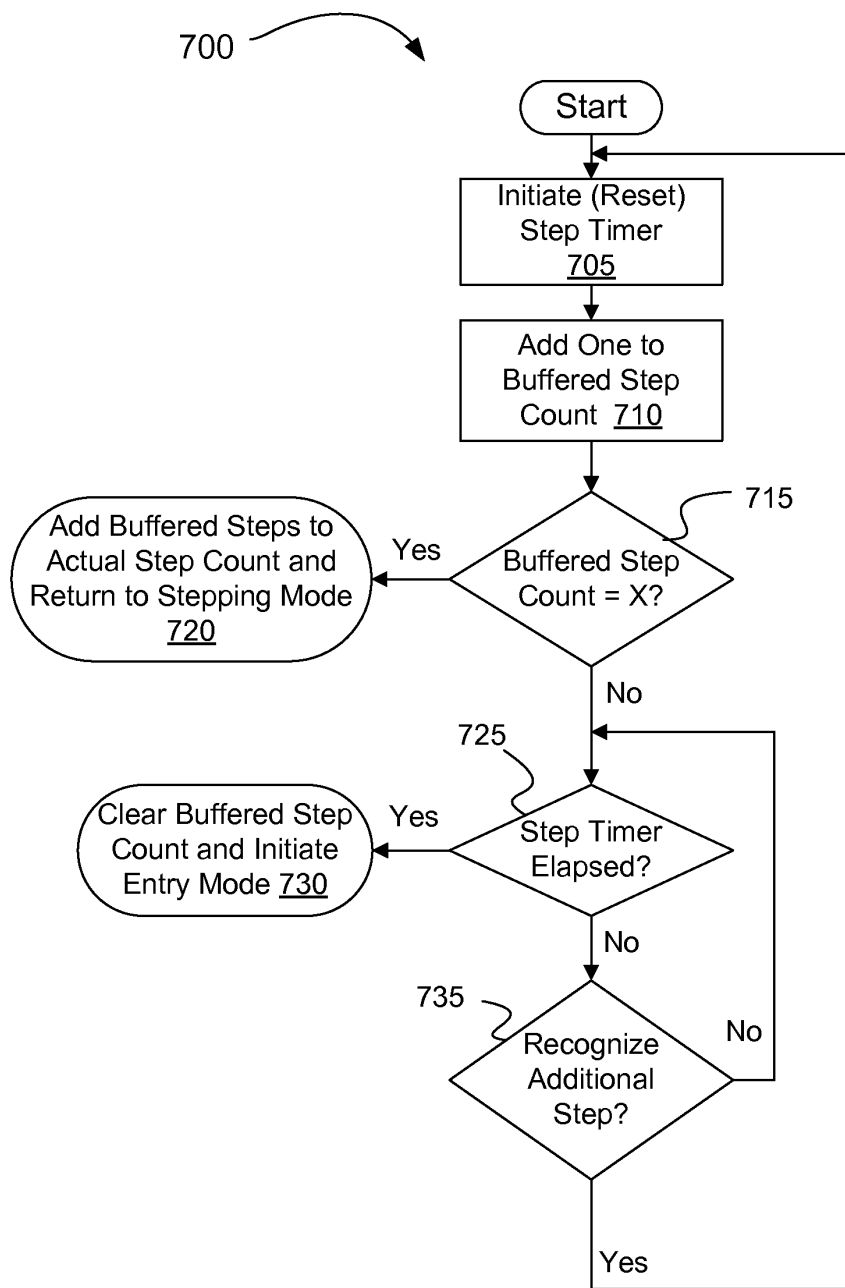 700
Start
Initiate (Reset)
Step Timer
705
Add One to
Buffered Step
Count 710
715
Buffered Step
Count = X?
Yes
Add Buffered Steps to
Actual Step Count and
Return to Stepping Mode
720
No
725
Step Timer
Elapsed?
Yes
Clear Buffered Step
Count and Initiate
Entry Mode 730
No
735
Recognize
Additional
Step?
No
Yes